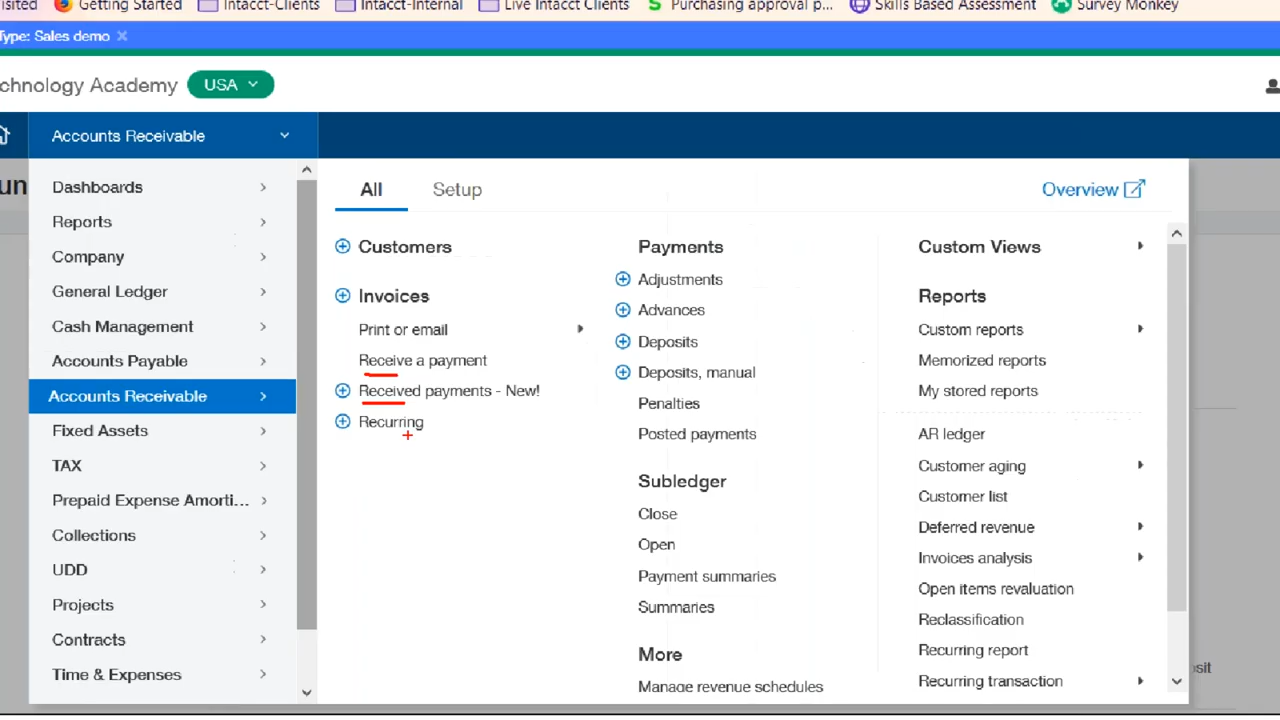 isited Getting Started Intacct-Clients Intacct-Internal Live Intacct Clients Purchasing approval p... Skills Based Assessment Survey Monkey
Type: Sales demo
chnology Academy USA
Accounts Receivable
Dashboards
Reports
Company
General Ledger
Cash Management
Accounts Payable
Accounts Receivable
Fixed Assets
TAX
Prepaid Expense Amorti...
Collections
UDD
Projects
Contracts
Time & Expenses
All Setup Overview
Customers
Invoices
Print or email
Receive a payment
Received payments - New!
Recurring
Payments
Adjustments
Advances
Deposits
Deposits, manual
Penalties
Posted payments
Subledger
Close
Open
Payment summaries
Summaries
More
Manage revenue schedules
Custom Views
Reports
Custom reports
Memorized reports
My stored reports
AR ledger
Customer aging
Customer list
Deferred revenue
Invoices analysis
Open items revaluation
Reclassification
Recurring report
Recurring transaction